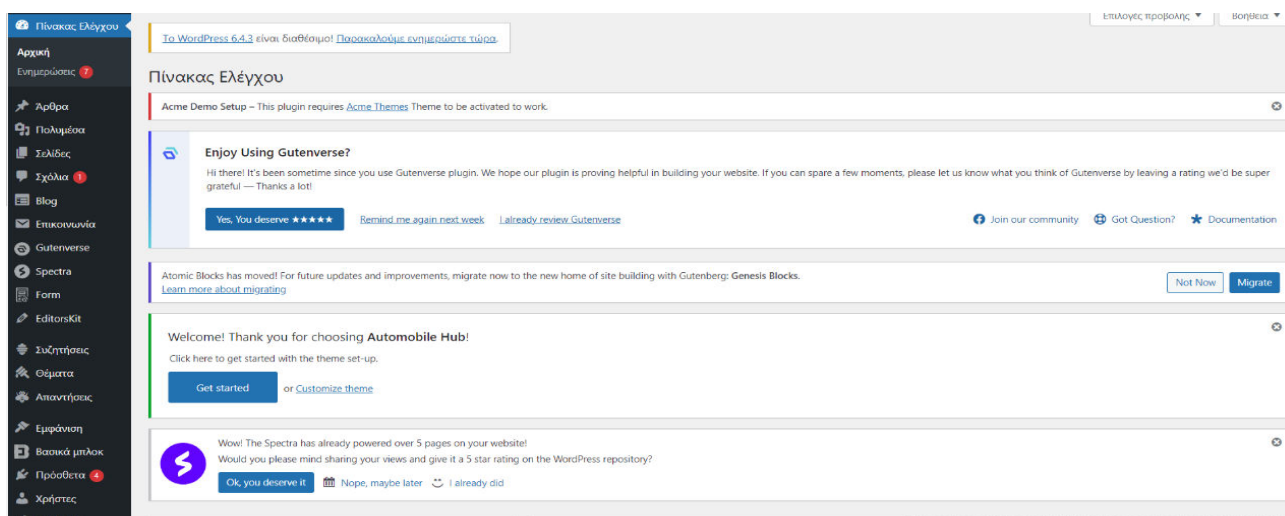 Πίνακας Ελέγχου
Αρχική
Ενημερώσεις 7
Άρθρα
Πολυμέσα
Σελίδες
Σχόλια 1
Blog
Επικοινωνία
Gutenverse
Spectra
Form
EditorsKit
Συζητήσεις
Θέματα
Απαντήσεις
Εμφάνιση
Βασικά μπλοκ
Πρόσθετα 4
Χρήστες
Επιλογές προβολής
Βοήθεια
Το WordPress 6.4.3 είναι διαθέσιμο! Παρακαλούμε ενημερώστε τώρα.
Πίνακας Ελέγχου
Acme Demo Setup – This plugin requires Acme Themes Theme to be activated to work.
Enjoy Using Gutenverse?
Hi there! It's been sometime since you use Gutenverse plugin. We hope our plugin is proving helpful in building your website. If you can spare a few moments, please let us know what you think of Gutenverse by leaving a rating we'd be super
grateful — Thanks a lot!
Yes, You deserve ★★★★★ Remind me again next week I already review Gutenverse Join our community Got Question? Documentation
Atomic Blocks has moved! For future updates and improvements, migrate now to the new home of site building with Gutenberg: Genesis Blocks.
Learn more about migrating
Not Now Migrate
Welcome! Thank you for choosing Automobile Hub!
Click here to get started with the theme set-up.
Get started or Customize theme
Wow! The Spectra has already powered over 5 pages on your website!
Would you please mind sharing your views and give it a 5 star rating on the WordPress repository?
Ok, you deserve it Nope, maybe later I already did